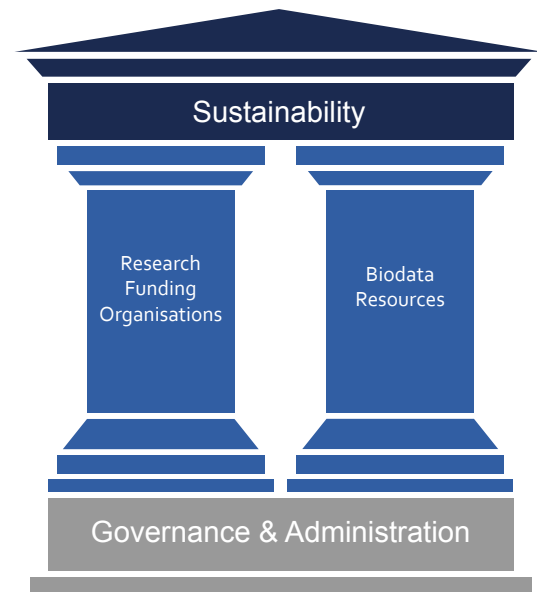 Sustainability
Research
Funding
Organisations
Biodata
Resources
Governance & Administration